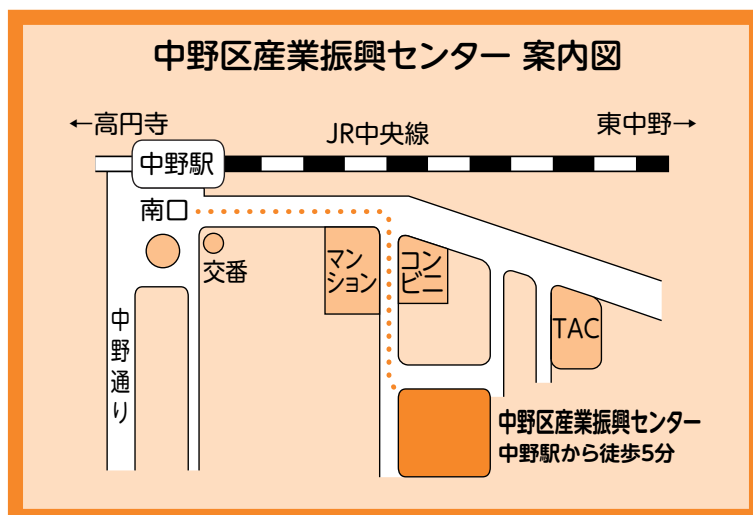 中野区産業振興センター 案内図
←高円寺
JR中央線
東中野→
中野駅
南口
交番
マン
ション
コン
ビニ
TAC
中野通り
中野区産業振興センター
中野駅から徒歩5分